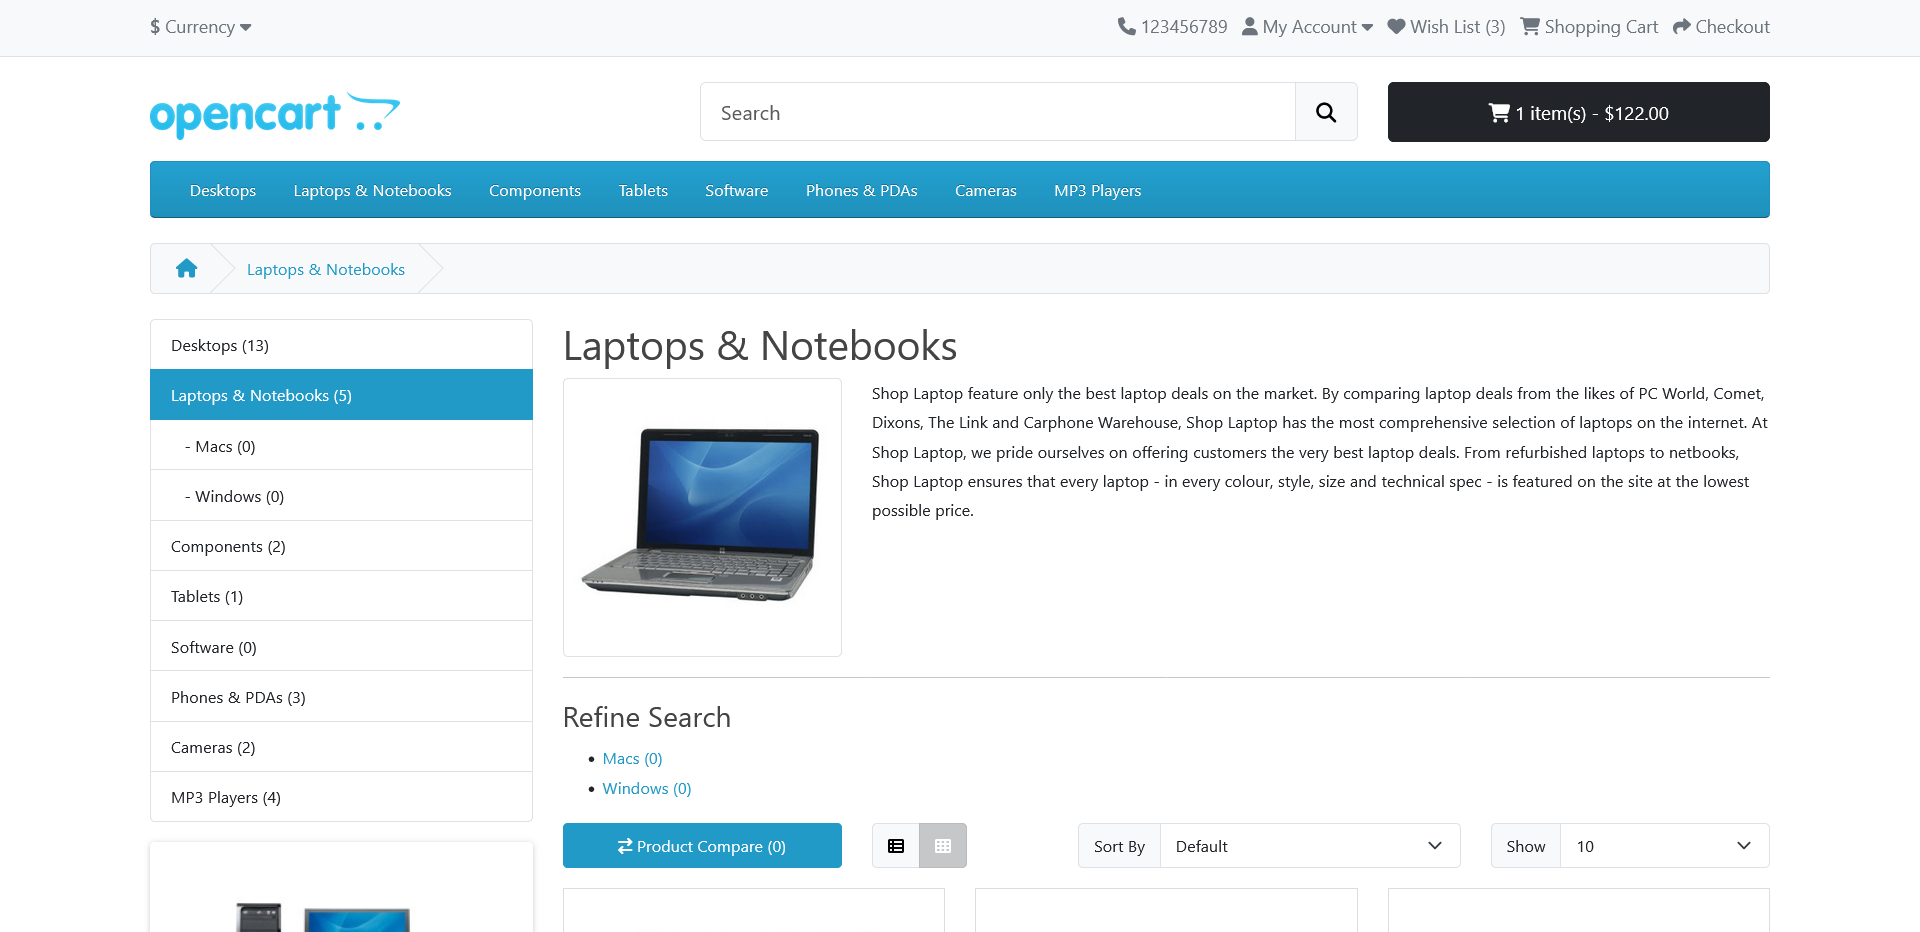 $ Currency
123456789
My Account
Wish List (3)
Shopping Cart
Checkout
opencart
Search
1 item(s) - $122.00
Desktops
Laptops & Notebooks
Components
Tablets
Software
Phones & PDAs
Cameras
MP3 Players
Laptops & Notebooks
Desktops (13)
Laptops & Notebooks (5)
- Macs (0)
- Windows (0)
Components (2)
Tablets (1)
Software (0)
Phones & PDAs (3)
Cameras (2)
MP3 Players (4)
Laptops & Notebooks
Shop Laptop feature only the best laptop deals on the market. By comparing laptop deals from the likes of PC World, Comet,
Dixons, The Link and Carphone Warehouse, Shop Laptop has the most comprehensive selection of laptops on the internet. At
Shop Laptop, we pride ourselves on offering customers the very best laptop deals. From refurbished laptops to netbooks,
Shop Laptop ensures that every laptop - in every colour, style, size and technical spec - is featured on the site at the lowest
possible price.
Refine Search
Macs (0)
Windows (0)
Product Compare (0)
Sort By
Default
Show
10